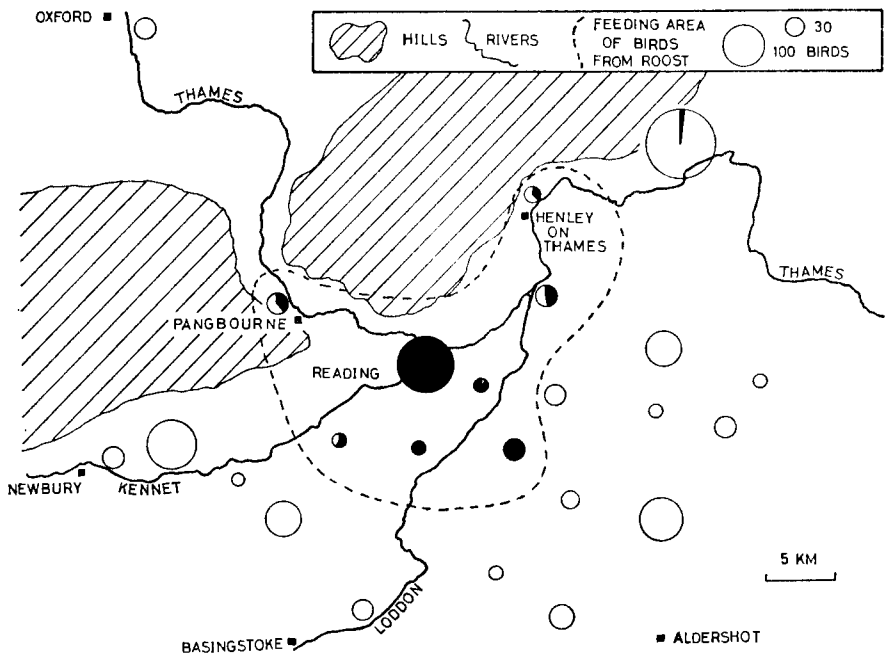 OXFORD
HILLS
RIVERS
FEEDING AREA
OF BIRDS
FROM ROOST
30
100 BIRDS
THAMES
HENLEY
ON
THAMES
THAMES
PANGBOURNE
READING
NEWBURY
KENNET
5 KM
LODDON
BASINGSTOKE
ALDERSHOT